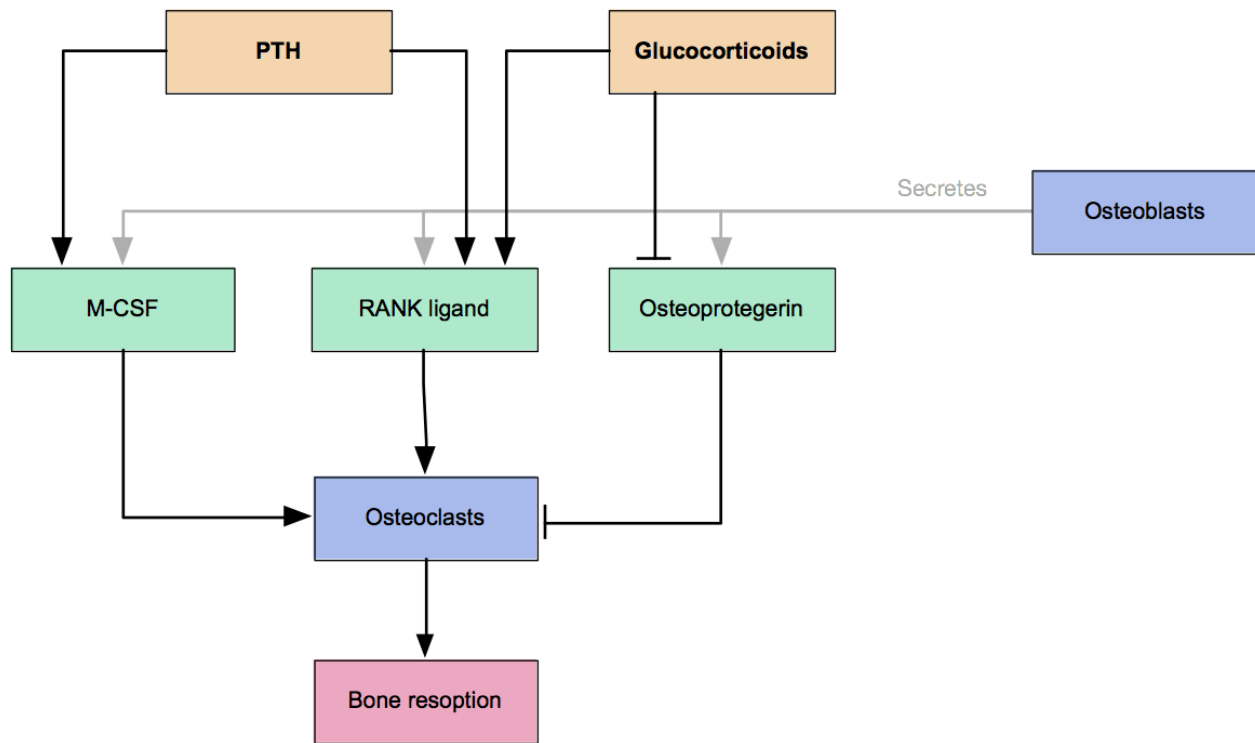 PTH
Glucocorticoids
Secretes
Osteoblasts
M-CSF
RANK ligand
Osteoprotegerin
Osteoclasts
Bone resoption